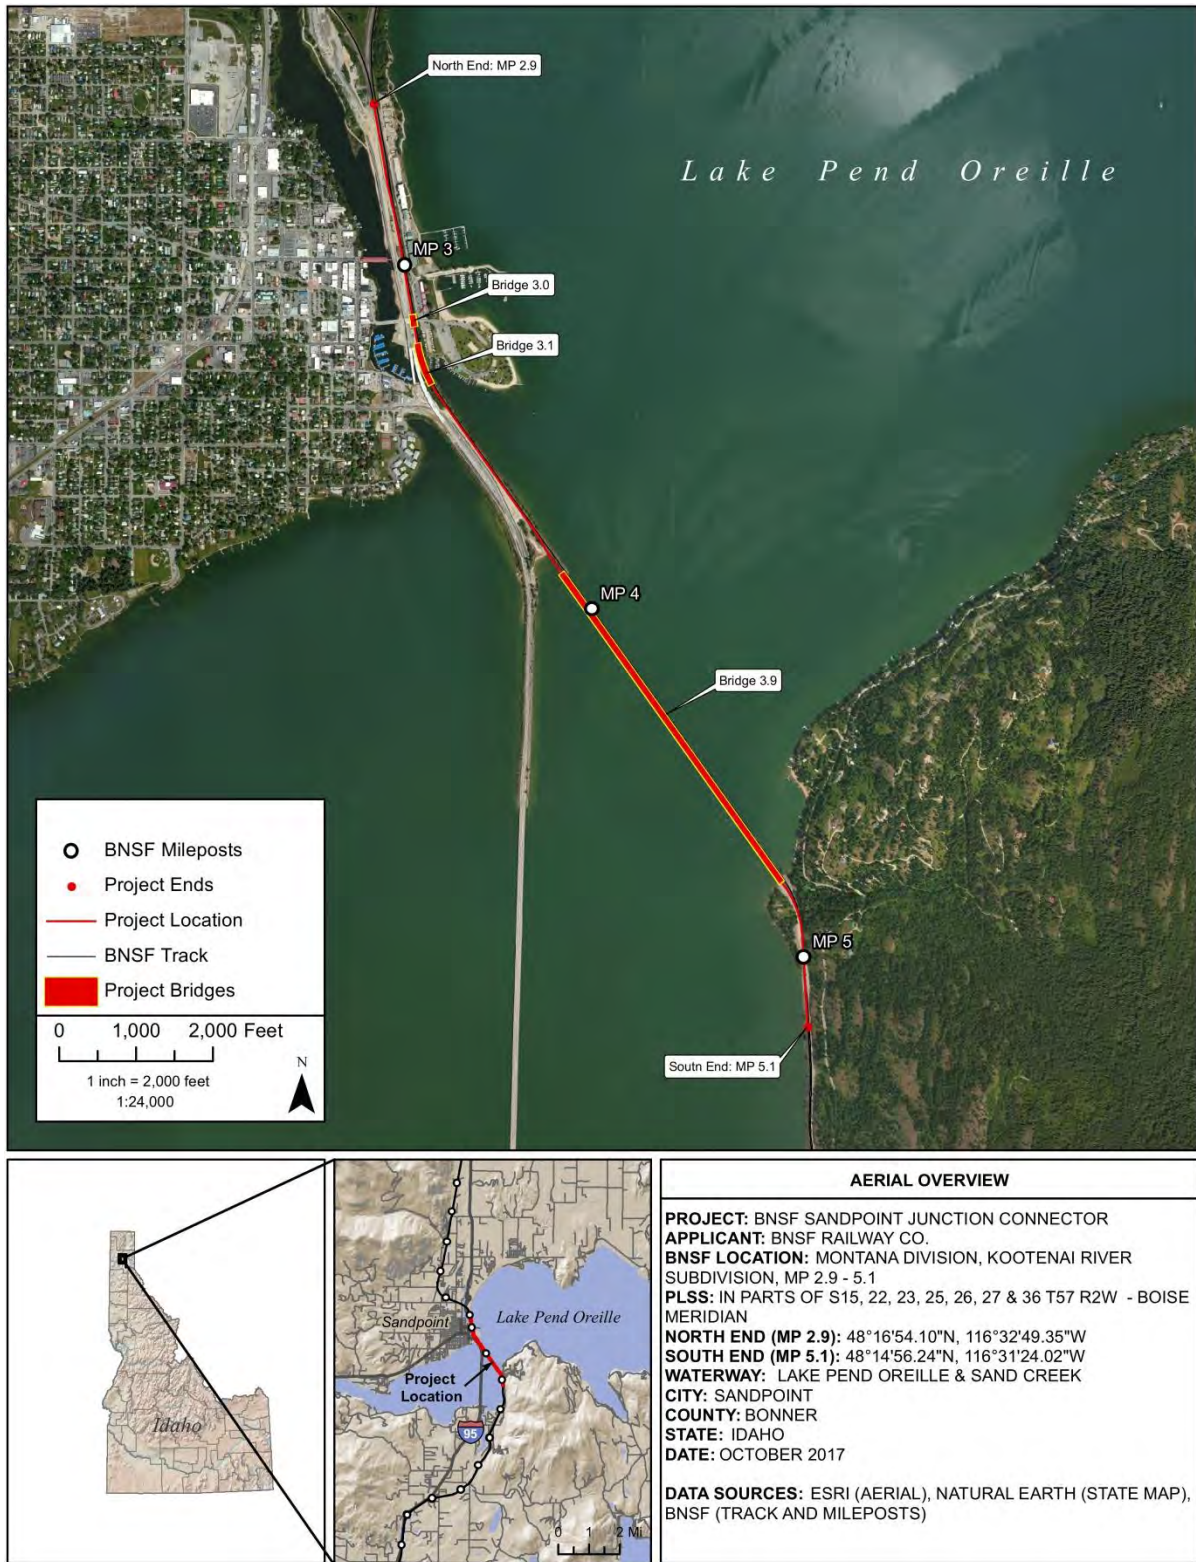 North End: MP 2.9
Lake Pend Oreille
MP 3
Bridge 3.0
Bridge 3.1
MP 4
Bridge 3.9
MP 5
Soutn End: MP 5.1
BNSF Mileposts
Project Ends
Project Location
BNSF Track
Project Bridges
0 1,000 2,000 Feet
N
1 inch = 2,000 feet
1:24,000
Idaho
Sandpoint
Lake Pend Oreille
Project
Location
95
0 1 2 Mi
AERIAL OVERVIEW
PROJECT: BNSF SANDPOINT JUNCTION CONNECTOR
APPLICANT: BNSF RAILWAY CO.
BNSF LOCATION: MONTANA DIVISION, KOOTENAI RIVER
SUBDIVISION, MP 2.9 - 5.1
PLSS: IN PARTS OF S15, 22, 23, 25, 26, 27 & 36 T57 R2W - BOISE
MERIDIAN
NORTH END (MP 2.9): 48°16'54.10"N, 116°32'49.35"W
SOUTH END (MP 5.1): 48°14'56.24"N, 116°31'24.02"W
WATERWAY: LAKE PEND OREILLE & SAND CREEK
CITY: SANDPOINT
COUNTY: BONNER
STATE: IDAHO
DATE: OCTOBER 2017
DATA SOURCES: ESRI (AERIAL), NATURAL EARTH (STATE MAP),
BNSF (TRACK AND MILEPOSTS)